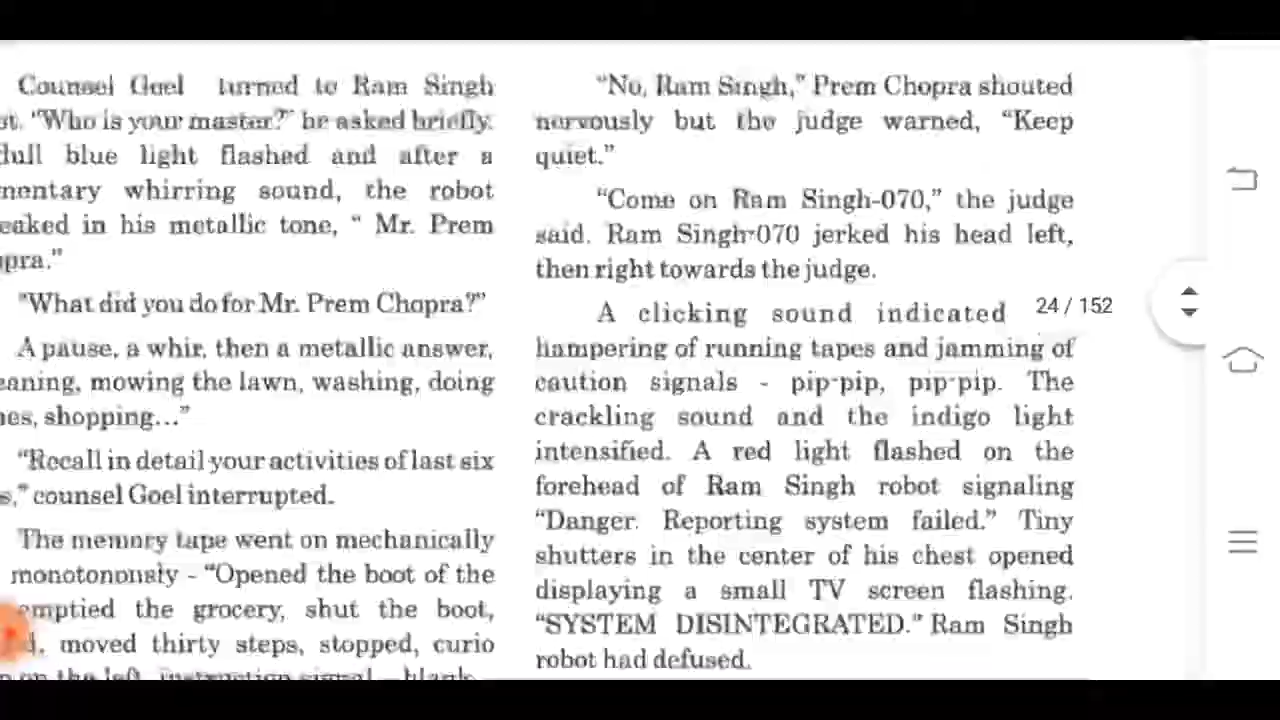 Counsel Goel turned to Ram Singh
st. "Who is your master?" he asked briefly.
dull blue light flashed and after a
mentary whirring sound, the robot
eaked in his metallic tone, " Mr. Prem
opra."
"What did you do for Mr. Prem Chopra?"
A pause, a whir, then a metallic answer,
eaning, mowing the lawn, washing, doing
nes, shopping..."
"Recall in detail your activities of last six
s," counsel Goel interrupted.
The memory tape went on mechanically
monotonously - "Opened the boot of the
emptied the grocery, shut the boot,
d, moved thirty steps, stopped, curio
on the left, instruction signal – blank
"No, Ram Singh," Prem Chopra shouted
nervously but the judge warned, "Keep
quiet."
"Come on Ram Singh-070," the judge
said. Ram Singh-070 jerked his head left,
then right towards the judge.
A clicking sound indicated
hampering of running tapes and jamming of
caution signals - pip-pip, pip-pip. The
crackling sound and the indigo light
intensified. A red light flashed on the
forehead of Ram Singh robot signaling
"Danger. Reporting system failed." Tiny
shutters in the center of his chest opened
displaying a small TV screen flashing.
"SYSTEM DISINTEGRATED." Ram Singh
robot had defused.
24 / 152